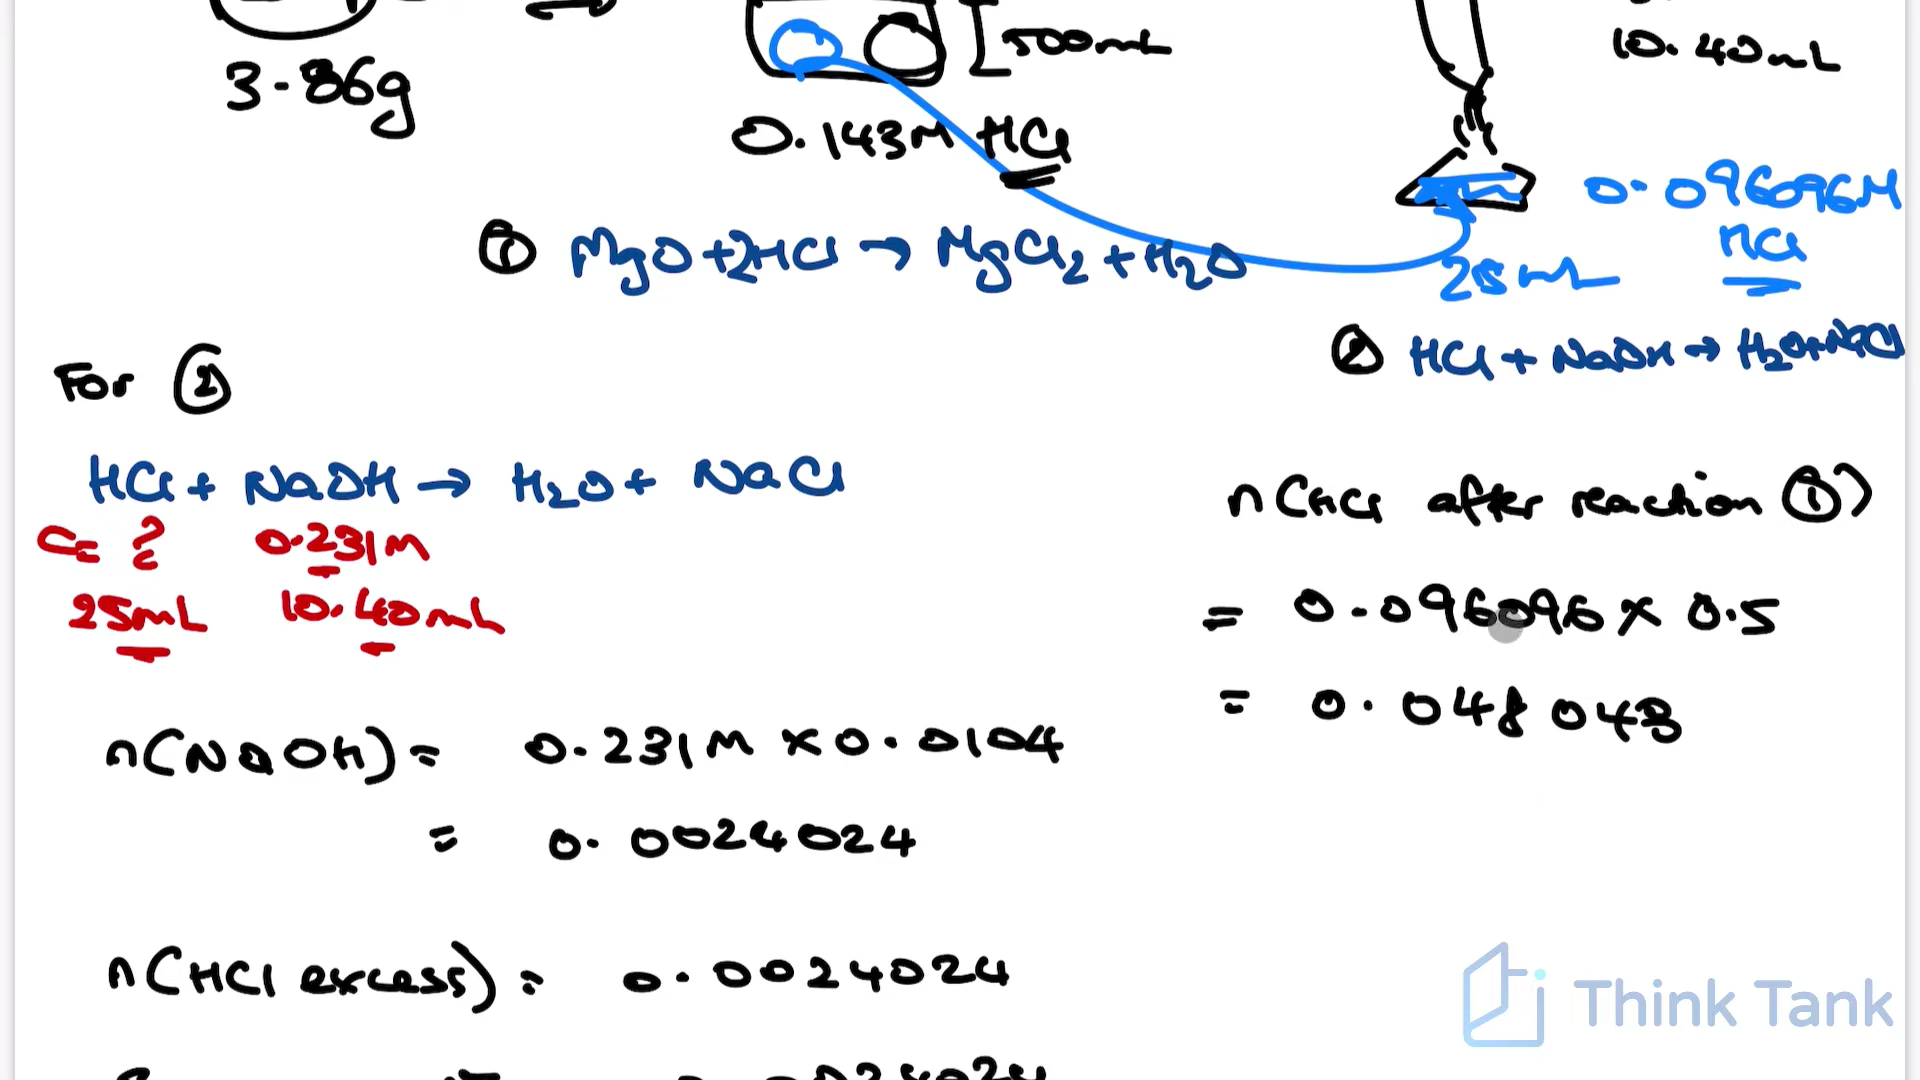 3.86g
500mL
10.40mL
0.143M HCl
0.096096M
HCl
① MgO+2HCl → MgCl2 + H2O
25mL
② HCl + NaOH → H2O+NaCl
For ②
HCl + NaOH → H2O + NaCl
C= ? 0.231M
25mL 10.40mL
n(HCl after reaction ①)
= 0.096096 × 0.5
= 0.048048
n(NaOH) = 0.231M × 0.0104
= 0.0024024
n(HCl excess) = 0.0024024
Think Tank